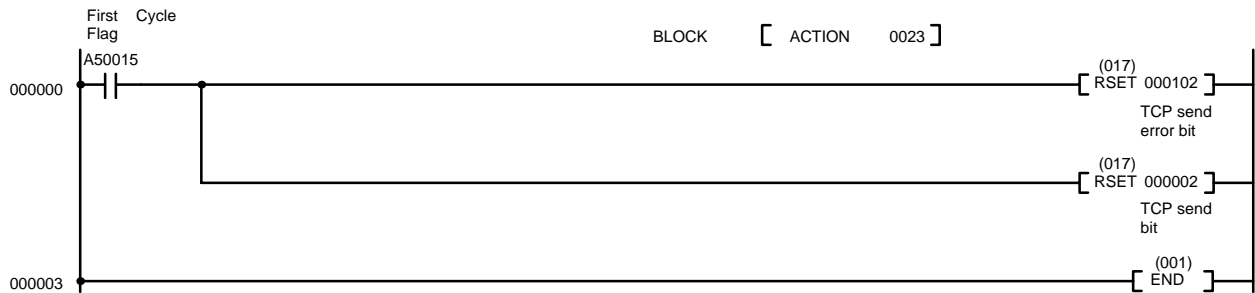 First Cycle
Flag
BLOCK [ ACTION 0023 ]
A50015
000000
(017)
[ RSET 000102 ]
TCP send
error bit
(017)
[ RSET 000002 ]
TCP send
bit
000003
(001)
[ END ]